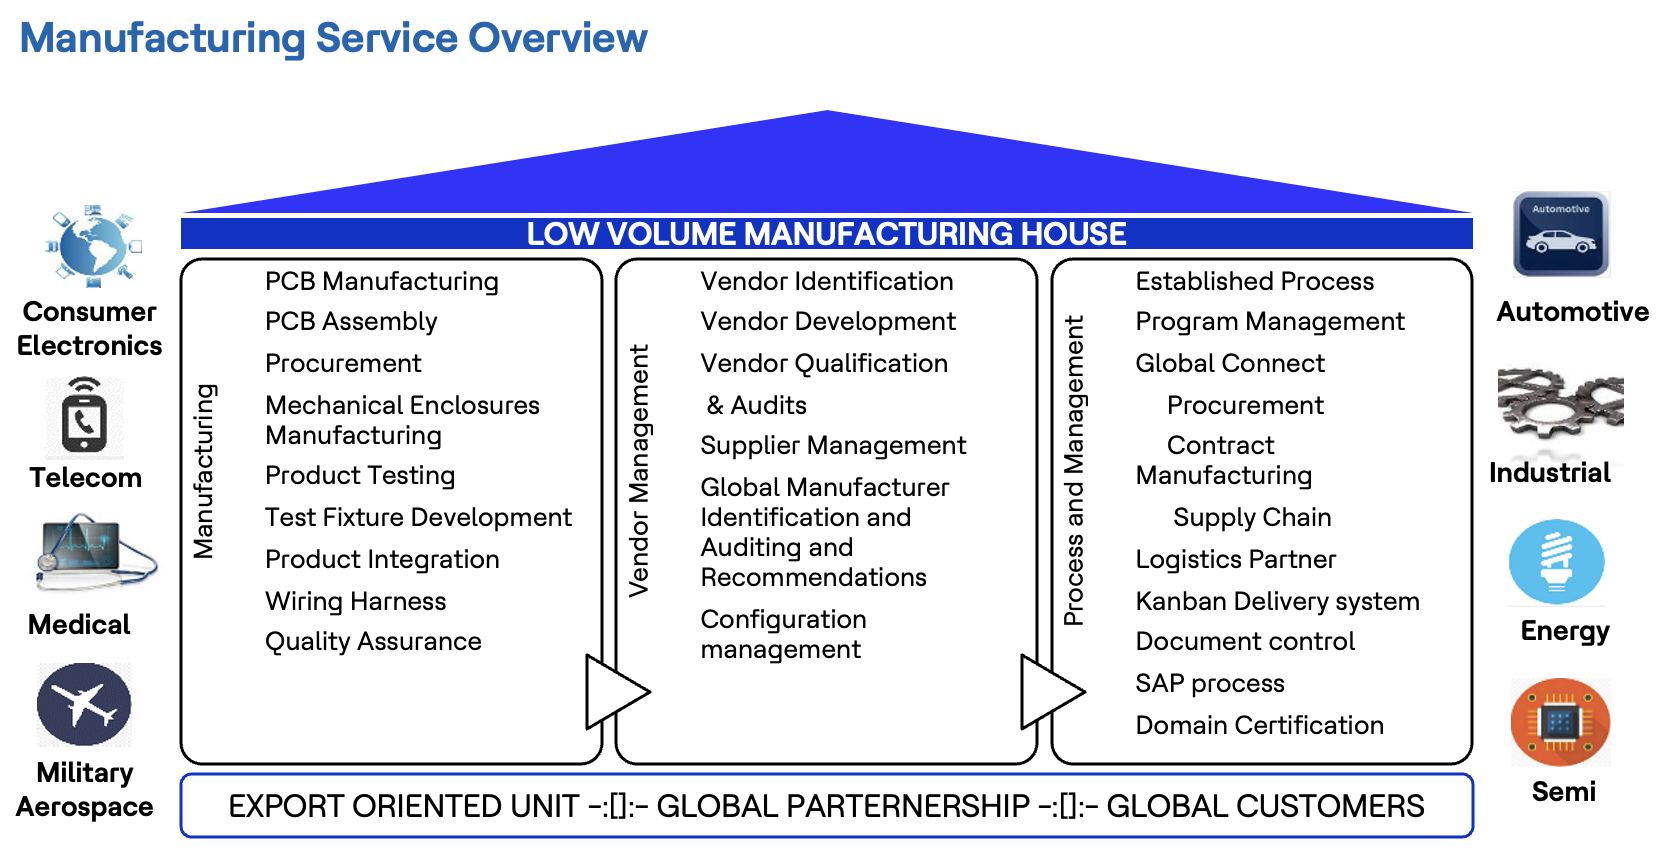 Manufacturing Service Overview
LOW VOLUME MANUFACTURING HOUSE
Consumer
Electronics
Telecom
Medical
Military
Aerospace
Manufacturing
PCB Manufacturing
PCB Assembly
Procurement
Mechanical Enclosures
Manufacturing
Product Testing
Test Fixture Development
Product Integration
Wiring Harness
Quality Assurance
Vendor Management
Vendor Identification
Vendor Development
Vendor Qualification
& Audits
Supplier Management
Global Manufacturer
Identification and
Auditing and
Recommendations
Configuration
management
Process and Management
Established Process
Program Management
Global Connect
Procurement
Contract
Manufacturing
Supply Chain
Logistics Partner
Kanban Delivery system
Document control
SAP process
Domain Certification
Automotive
Automotive
Industrial
Energy
Semi
EXPORT ORIENTED UNIT -:[]:- GLOBAL PARTERNERSHIP -:[]:- GLOBAL CUSTOMERS